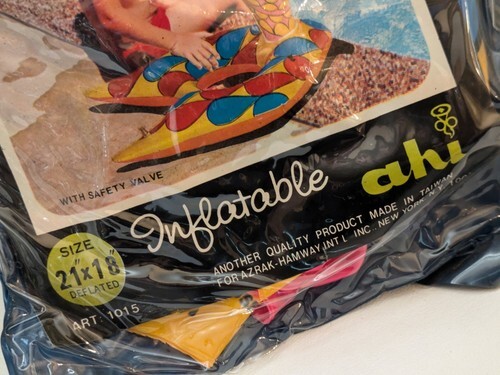 WITH SAFETY VALVE
Inflatable
ahi
SIZE
21"x18"
DEFLATED
ANOTHER QUALITY PRODUCT MADE IN TAIWAN
FOR AZRAK-HAMWAY INT'L INC. NEW YORK, N.Y. 100
ART. 1015